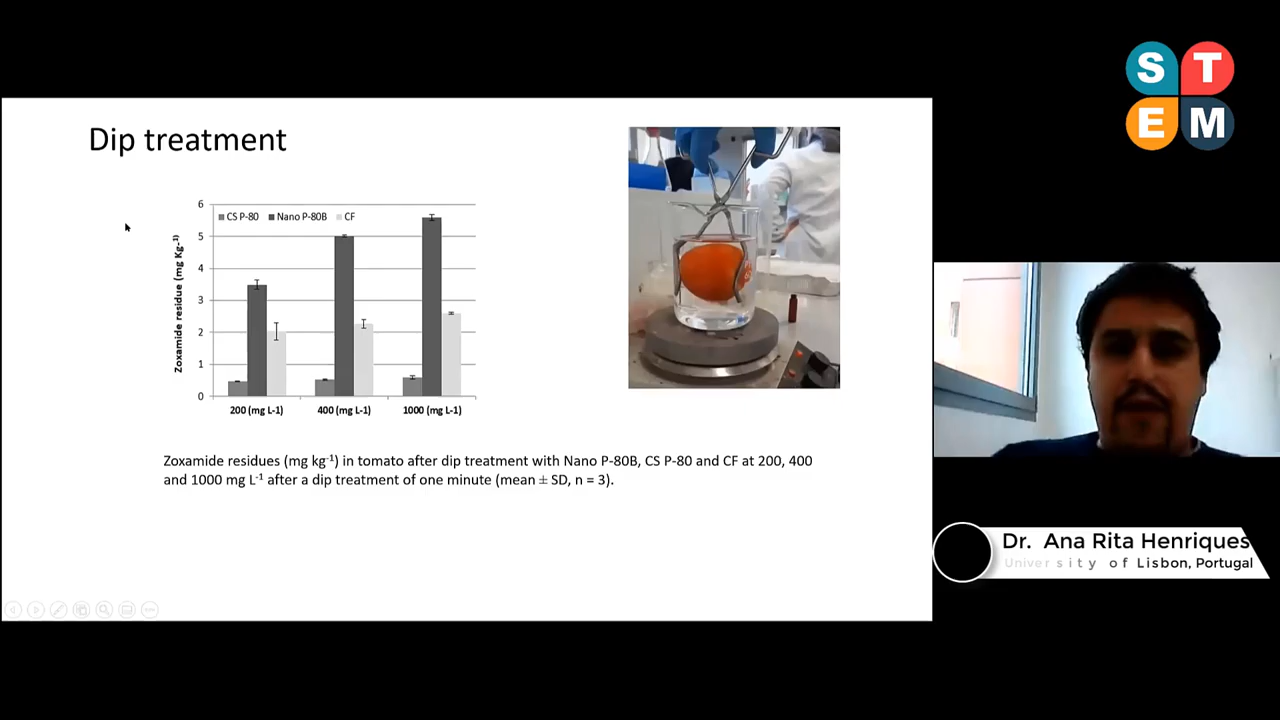 STEM
Dip treatment
6
CS P-80 Nano P-80B CF
5
4
3
2
1
0
Zoxamide residue (mg Kg-¹)
200 (mg L-1) 400 (mg L-1) 1000 (mg L-1)
Zoxamide residues (mg kg⁻¹) in tomato after dip treatment with Nano P-80B, CS P-80 and CF at 200, 400
and 1000 mg L⁻¹ after a dip treatment of one minute (mean ± SD, n = 3).
Dr. Ana Rita Henriques
University of Lisbon, Portugal